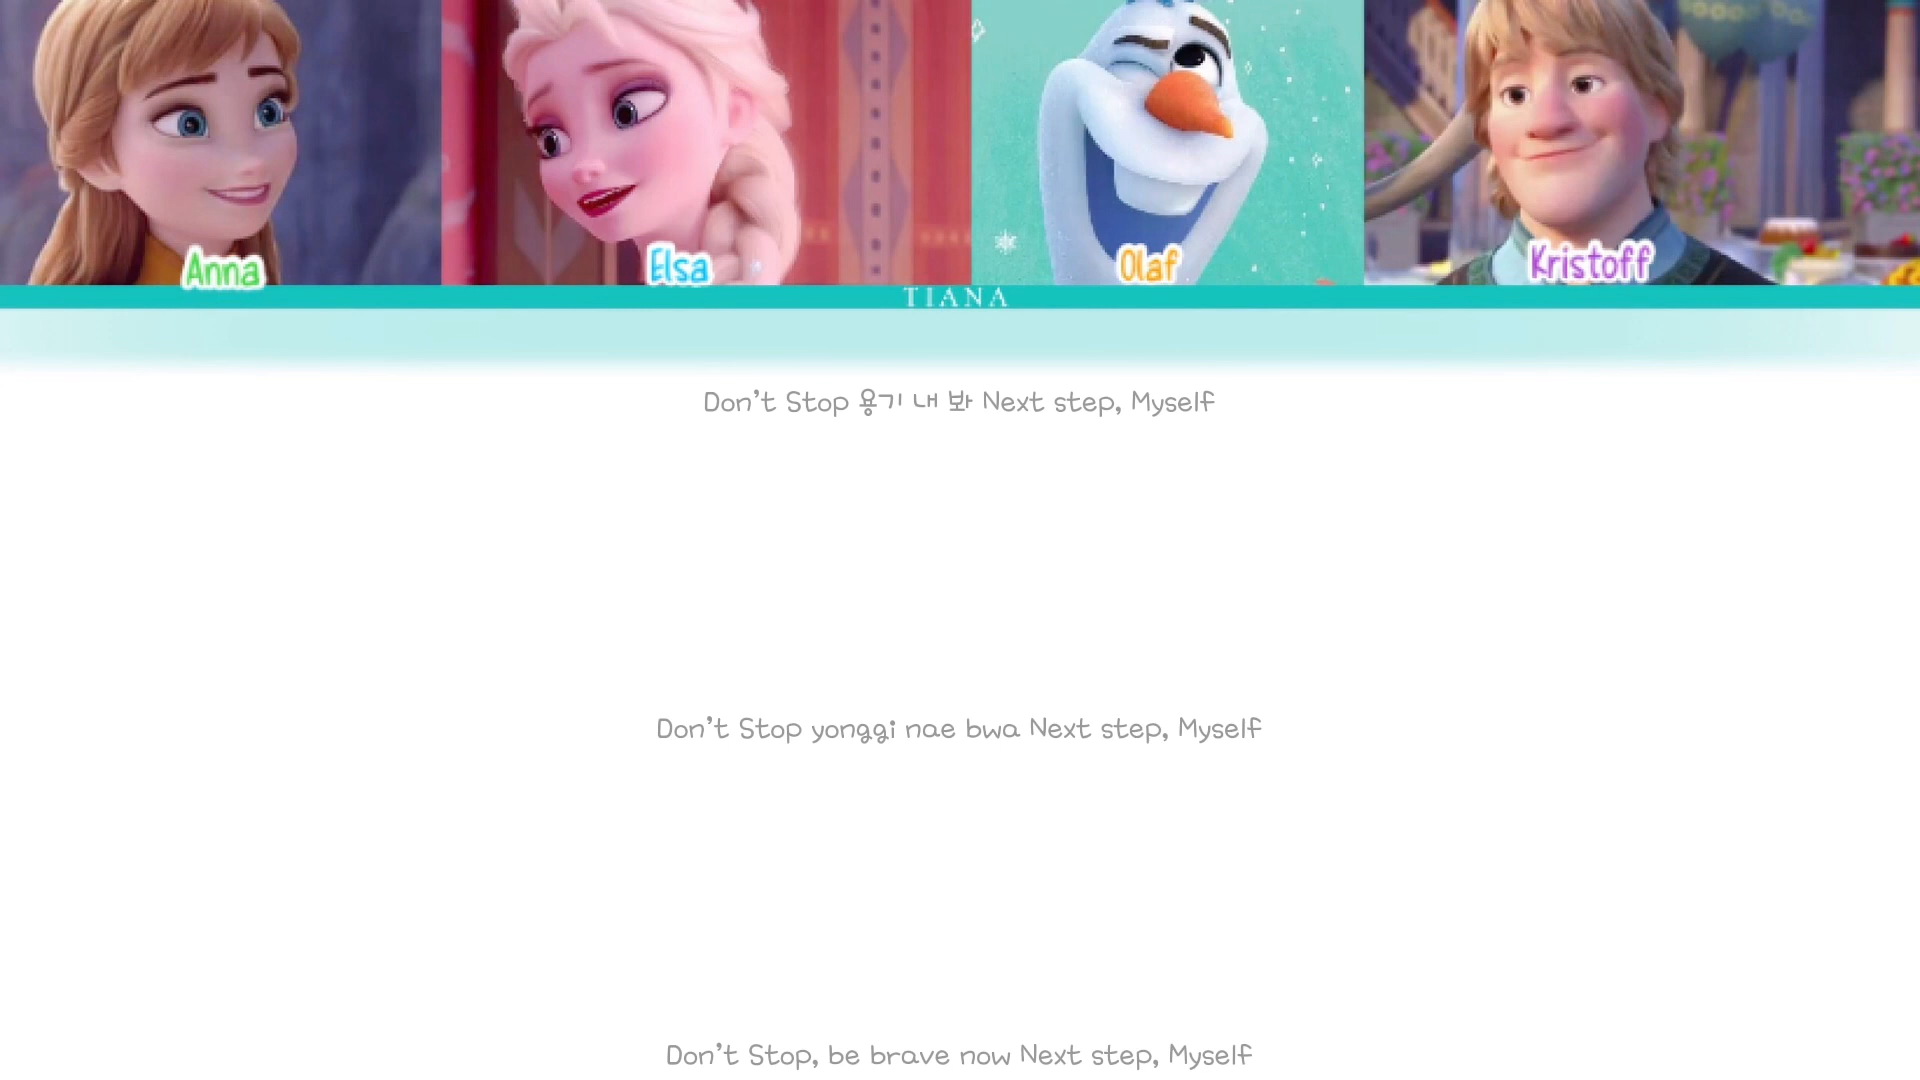 Anna Elsa Olaf Kristoff
TIANA
Don't Stop 용기 내 봐 Next step, Myself
Don't Stop yonggi nae bwa Next step, Myself
Don't Stop, be brave now Next step, Myself